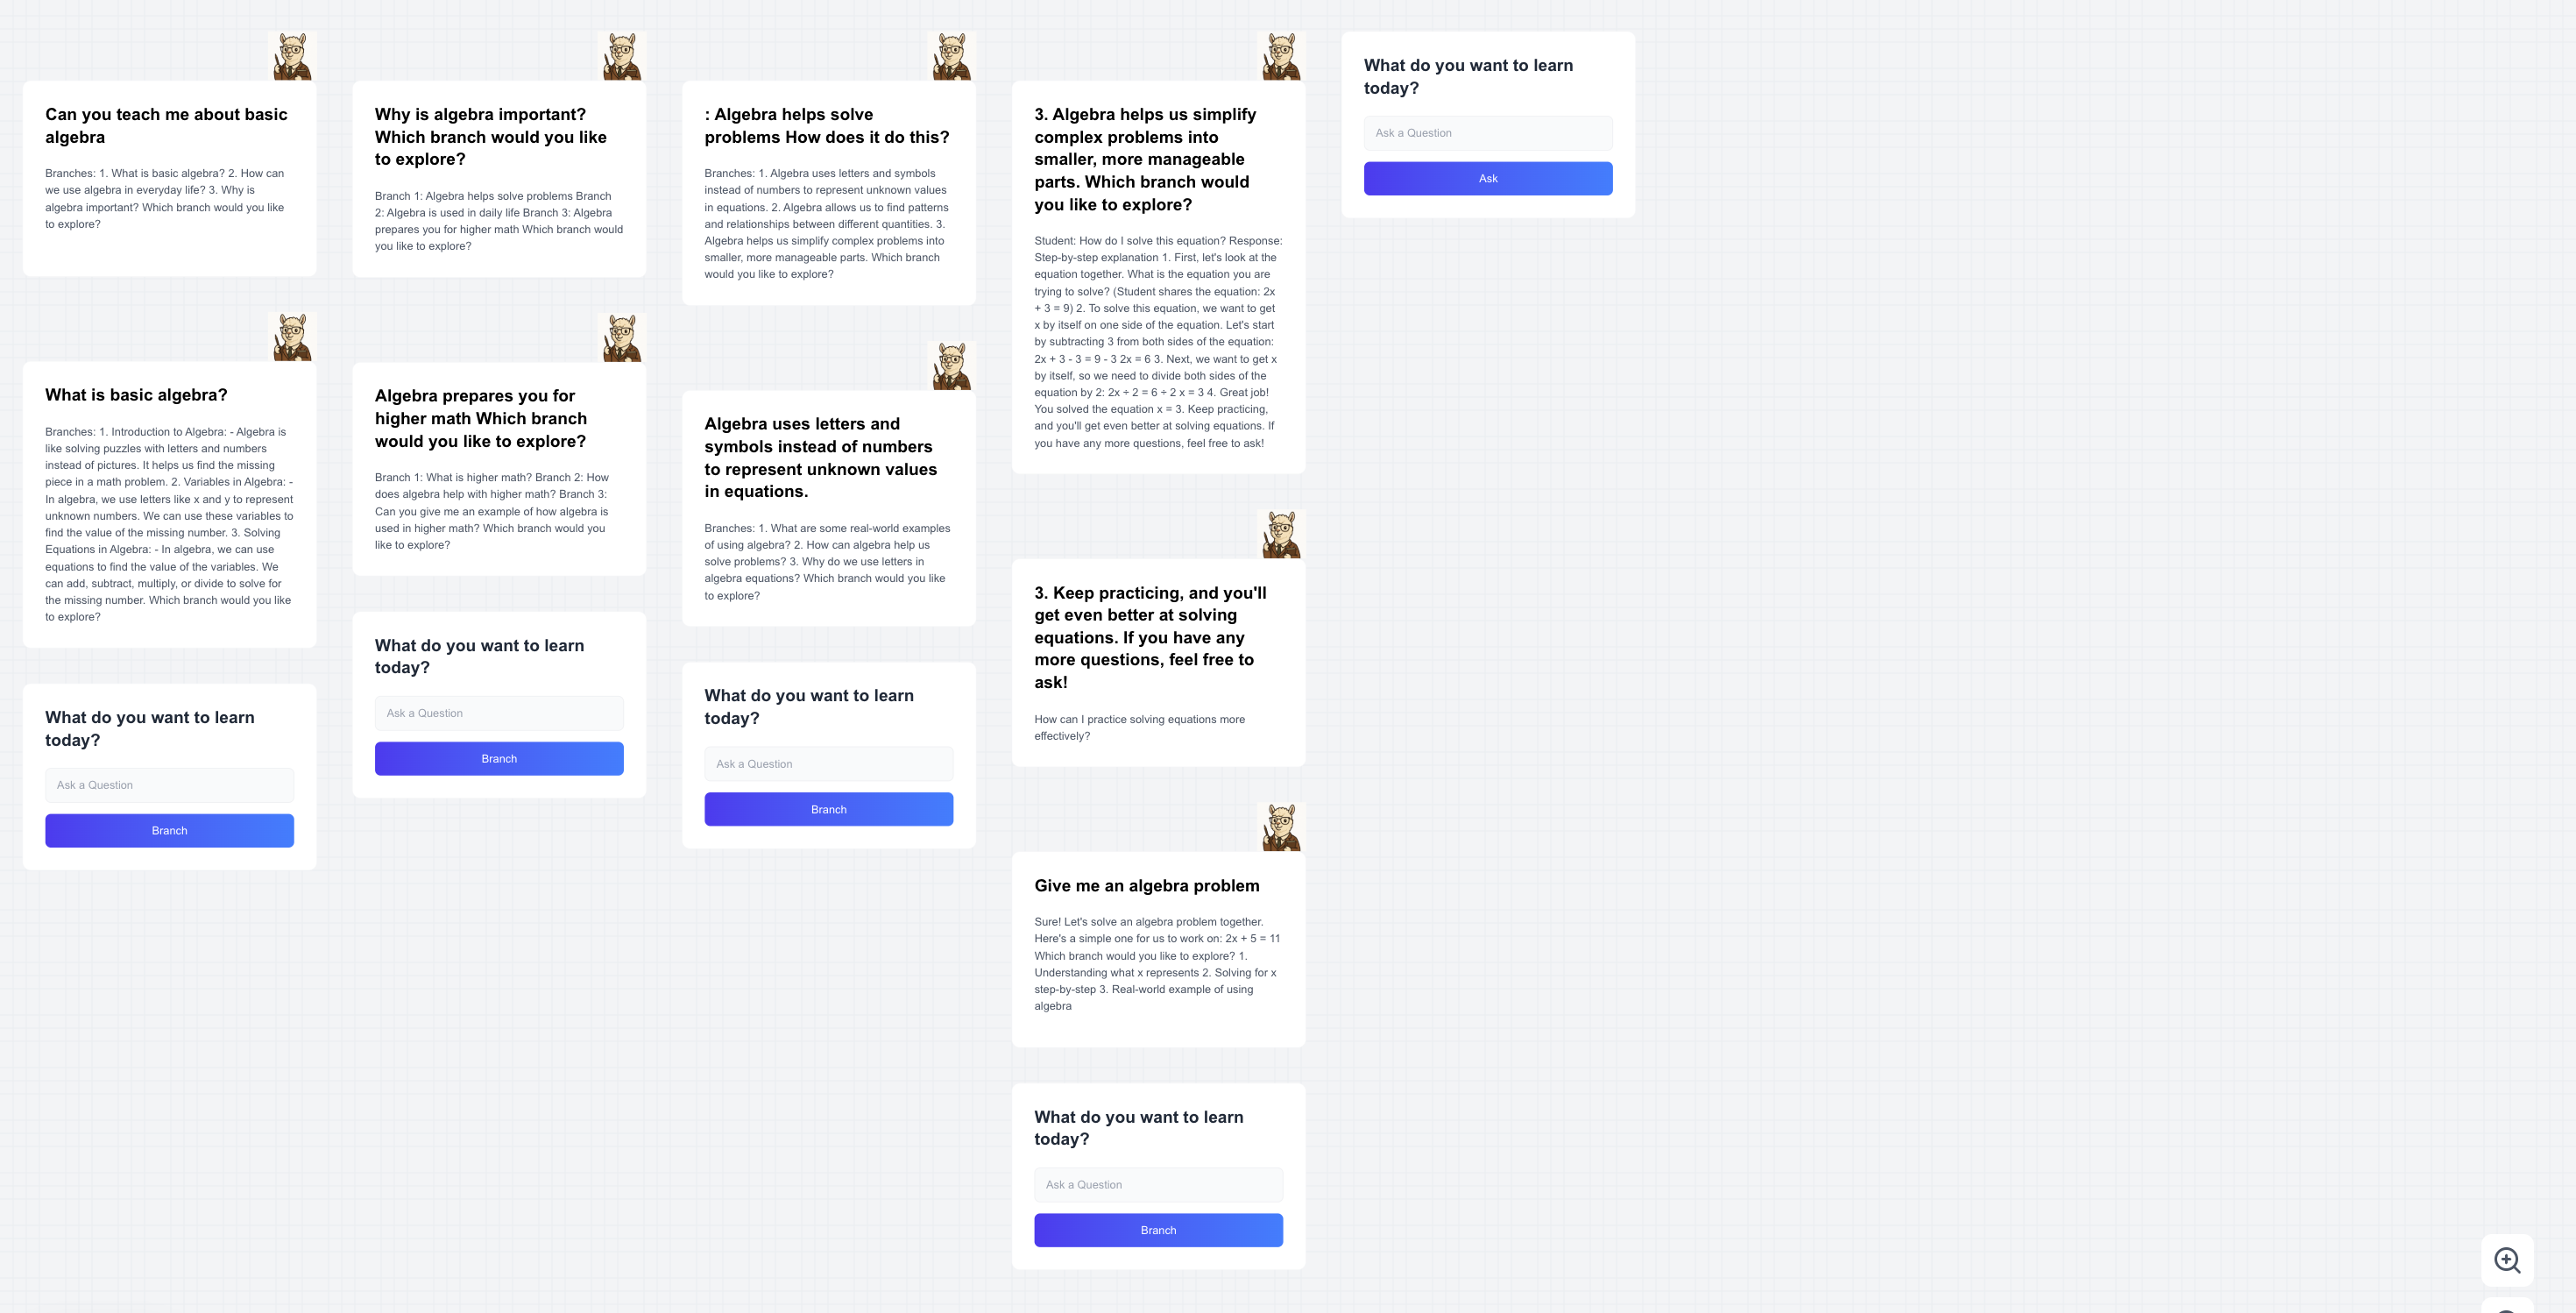 Can you teach me about basic
algebra
Branches: 1. What is basic algebra? 2. How can
we use algebra in everyday life? 3. Why is
algebra important? Which branch would you like
to explore?
What is basic algebra?
Branches: 1. Introduction to Algebra: - Algebra is
like solving puzzles with letters and numbers
instead of pictures. It helps us find the missing
piece in a math problem. 2. Variables in Algebra: -
In algebra, we use letters like x and y to represent
unknown numbers. We can use these variables to
find the value of the missing number. 3. Solving
Equations in Algebra: - In algebra, we can use
equations to find the value of the variables. We
can add, subtract, multiply, or divide to solve for
the missing number. Which branch would you like
to explore?
What do you want to learn
today?
Ask a Question
Branch
Why is algebra important?
Which branch would you like
to explore?
Branch 1: Algebra helps solve problems Branch
2: Algebra is used in daily life Branch 3: Algebra
prepares you for higher math Which branch would
you like to explore?
Algebra prepares you for
higher math Which branch
would you like to explore?
Branch 1: What is higher math? Branch 2: How
does algebra help with higher math? Branch 3:
Can you give me an example of how algebra is
used in higher math? Which branch would you
like to explore?
What do you want to learn
today?
Ask a Question
Branch
: Algebra helps solve
problems How does it do this?
Branches: 1. Algebra uses letters and symbols
instead of numbers to represent unknown values
in equations. 2. Algebra allows us to find patterns
and relationships between different quantities. 3.
Algebra helps us simplify complex problems into
smaller, more manageable parts. Which branch
would you like to explore?
Algebra uses letters and
symbols instead of numbers
to represent unknown values
in equations.
Branches: 1. What are some real-world examples
of using algebra? 2. How can algebra help us
solve problems? 3. Why do we use letters in
algebra equations? Which branch would you like
to explore?
What do you want to learn
today?
Ask a Question
Branch
3. Algebra helps us simplify
complex problems into
smaller, more manageable
parts. Which branch would
you like to explore?
Student: How do I solve this equation? Response:
Step-by-step explanation 1. First, let's look at the
equation together. What is the equation you are
trying to solve? (Student shares the equation: 2x
+ 3 = 9) 2. To solve this equation, we want to get
x by itself on one side of the equation. Let's start
by subtracting 3 from both sides of the equation:
2x + 3 - 3 = 9 - 3 2x = 6 3. Next, we want to get x
by itself, so we need to divide both sides of the
equation by 2: 2x ÷ 2 = 6 ÷ 2 x = 3 4. Great job!
You solved the equation x = 3. Keep practicing,
and you'll get even better at solving equations. If
you have any more questions, feel free to ask!
3. Keep practicing, and you'll
get even better at solving
equations. If you have any
more questions, feel free to
ask!
How can I practice solving equations more
effectively?
Give me an algebra problem
Sure! Let's solve an algebra problem together.
Here's a simple one for us to work on: 2x + 5 = 11
Which branch would you like to explore? 1.
Understanding what x represents 2. Solving for x
step-by-step 3. Real-world example of using
algebra
What do you want to learn
today?
Ask a Question
Branch
What do you want to learn
today?
Ask a Question
Ask